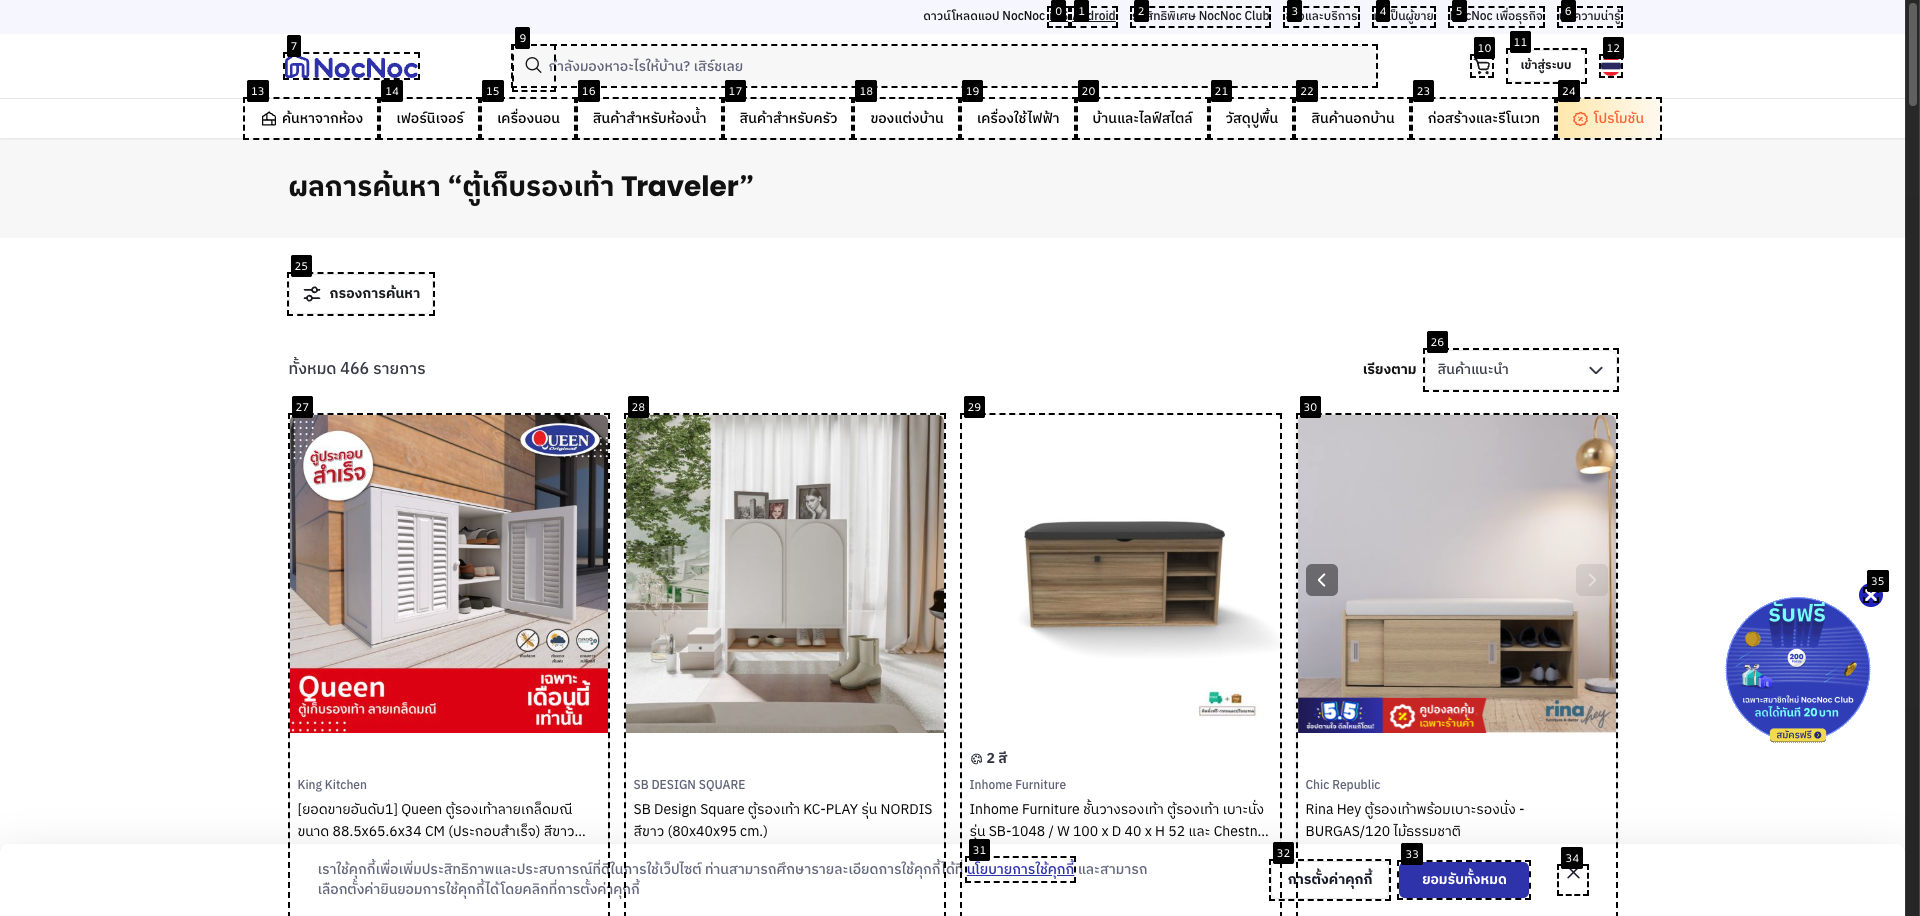 ดาวน์โหลดแอป NocNoc
NocNoc Club
และบริการ
NocNoc เพื่อธุรกิจ
NocNoc
กำลังมองหาอะไรให้บ้าน? เสิร์ชเลย
เข้าสู่ระบบ
ค้นหาจากห้อง
เฟอร์นิเจอร์
เครื่องนอน
สินค้าสำหรับห้องน้ำ
สินค้าสำหรับครัว
ของแต่งบ้าน
เครื่องใช้ไฟฟ้า
บ้านและไลฟ์สไตล์
วัสดุปูพื้น
สินค้านอกบ้าน
ก่อสร้างและรีโนเวท
โปรโมชัน
ผลการค้นหา “ตู้เก็บรองเท้า Traveler”
กรองการค้นหา
ทั้งหมด 466 รายการ
เรียงตาม
สินค้าแนะนำ
ตู้ประกอบ
สำเร็จ
QUEEN
Original
Queen
ตู้เก็บรองเท้า ลายเกล็ดมณี
เฉพาะ
เดือนนี้
เท่านั้น
5.5
คูปองลดคุ้ม
เฉพาะร้านค้า
rina hey
2 สี
King Kitchen
[ยอดขายอันดับ1] Queen ตู้รองเท้าลายเกล็ดมณี
ขนาด 88.5x65.6x34 CM (ประกอบสำเร็จ) สีขาว...
SB DESIGN SQUARE
SB Design Square ตู้รองเท้า KC-PLAY รุ่น NORDIS
สีขาว (80x40x95 cm.)
Inhome Furniture
Inhome Furniture ชั้นวางรองเท้า ตู้รองเท้า เบาะนั่ง
รุ่น SB-1048 / W 100 x D 40 x H 52 และ Chestn...
Chic Republic
Rina Hey ตู้รองเท้าพร้อมเบาะรองนั่ง -
BURGAS/120 ไม้ธรรมชาติ
รับฟรี
200
เฉพาะสมาชิกใหม่ NocNoc Club
ลดได้ทันที 20 บาท
สมัครฟรี
เราใช้คุกกี้เพื่อเพิ่มประสิทธิภาพและประสบการณ์ที่ดีในการใช้เว็บไซต์ ท่านสามารถศึกษารายละเอียดการใช้คุกกี้ได้ที่ นโยบายการใช้คุกกี้ และสามารถ
เลือกตั้งค่ายินยอมการใช้คุกกี้ได้โดยคลิกที่การตั้งค่าคุกกี้
การตั้งค่าคุกกี้
ยอมรับทั้งหมด
0
1
2
3
4
5
6
7
9
10
11
12
13
14
15
16
17
18
19
20
21
22
23
24
25
26
27
28
29
30
31
32
33
34
35